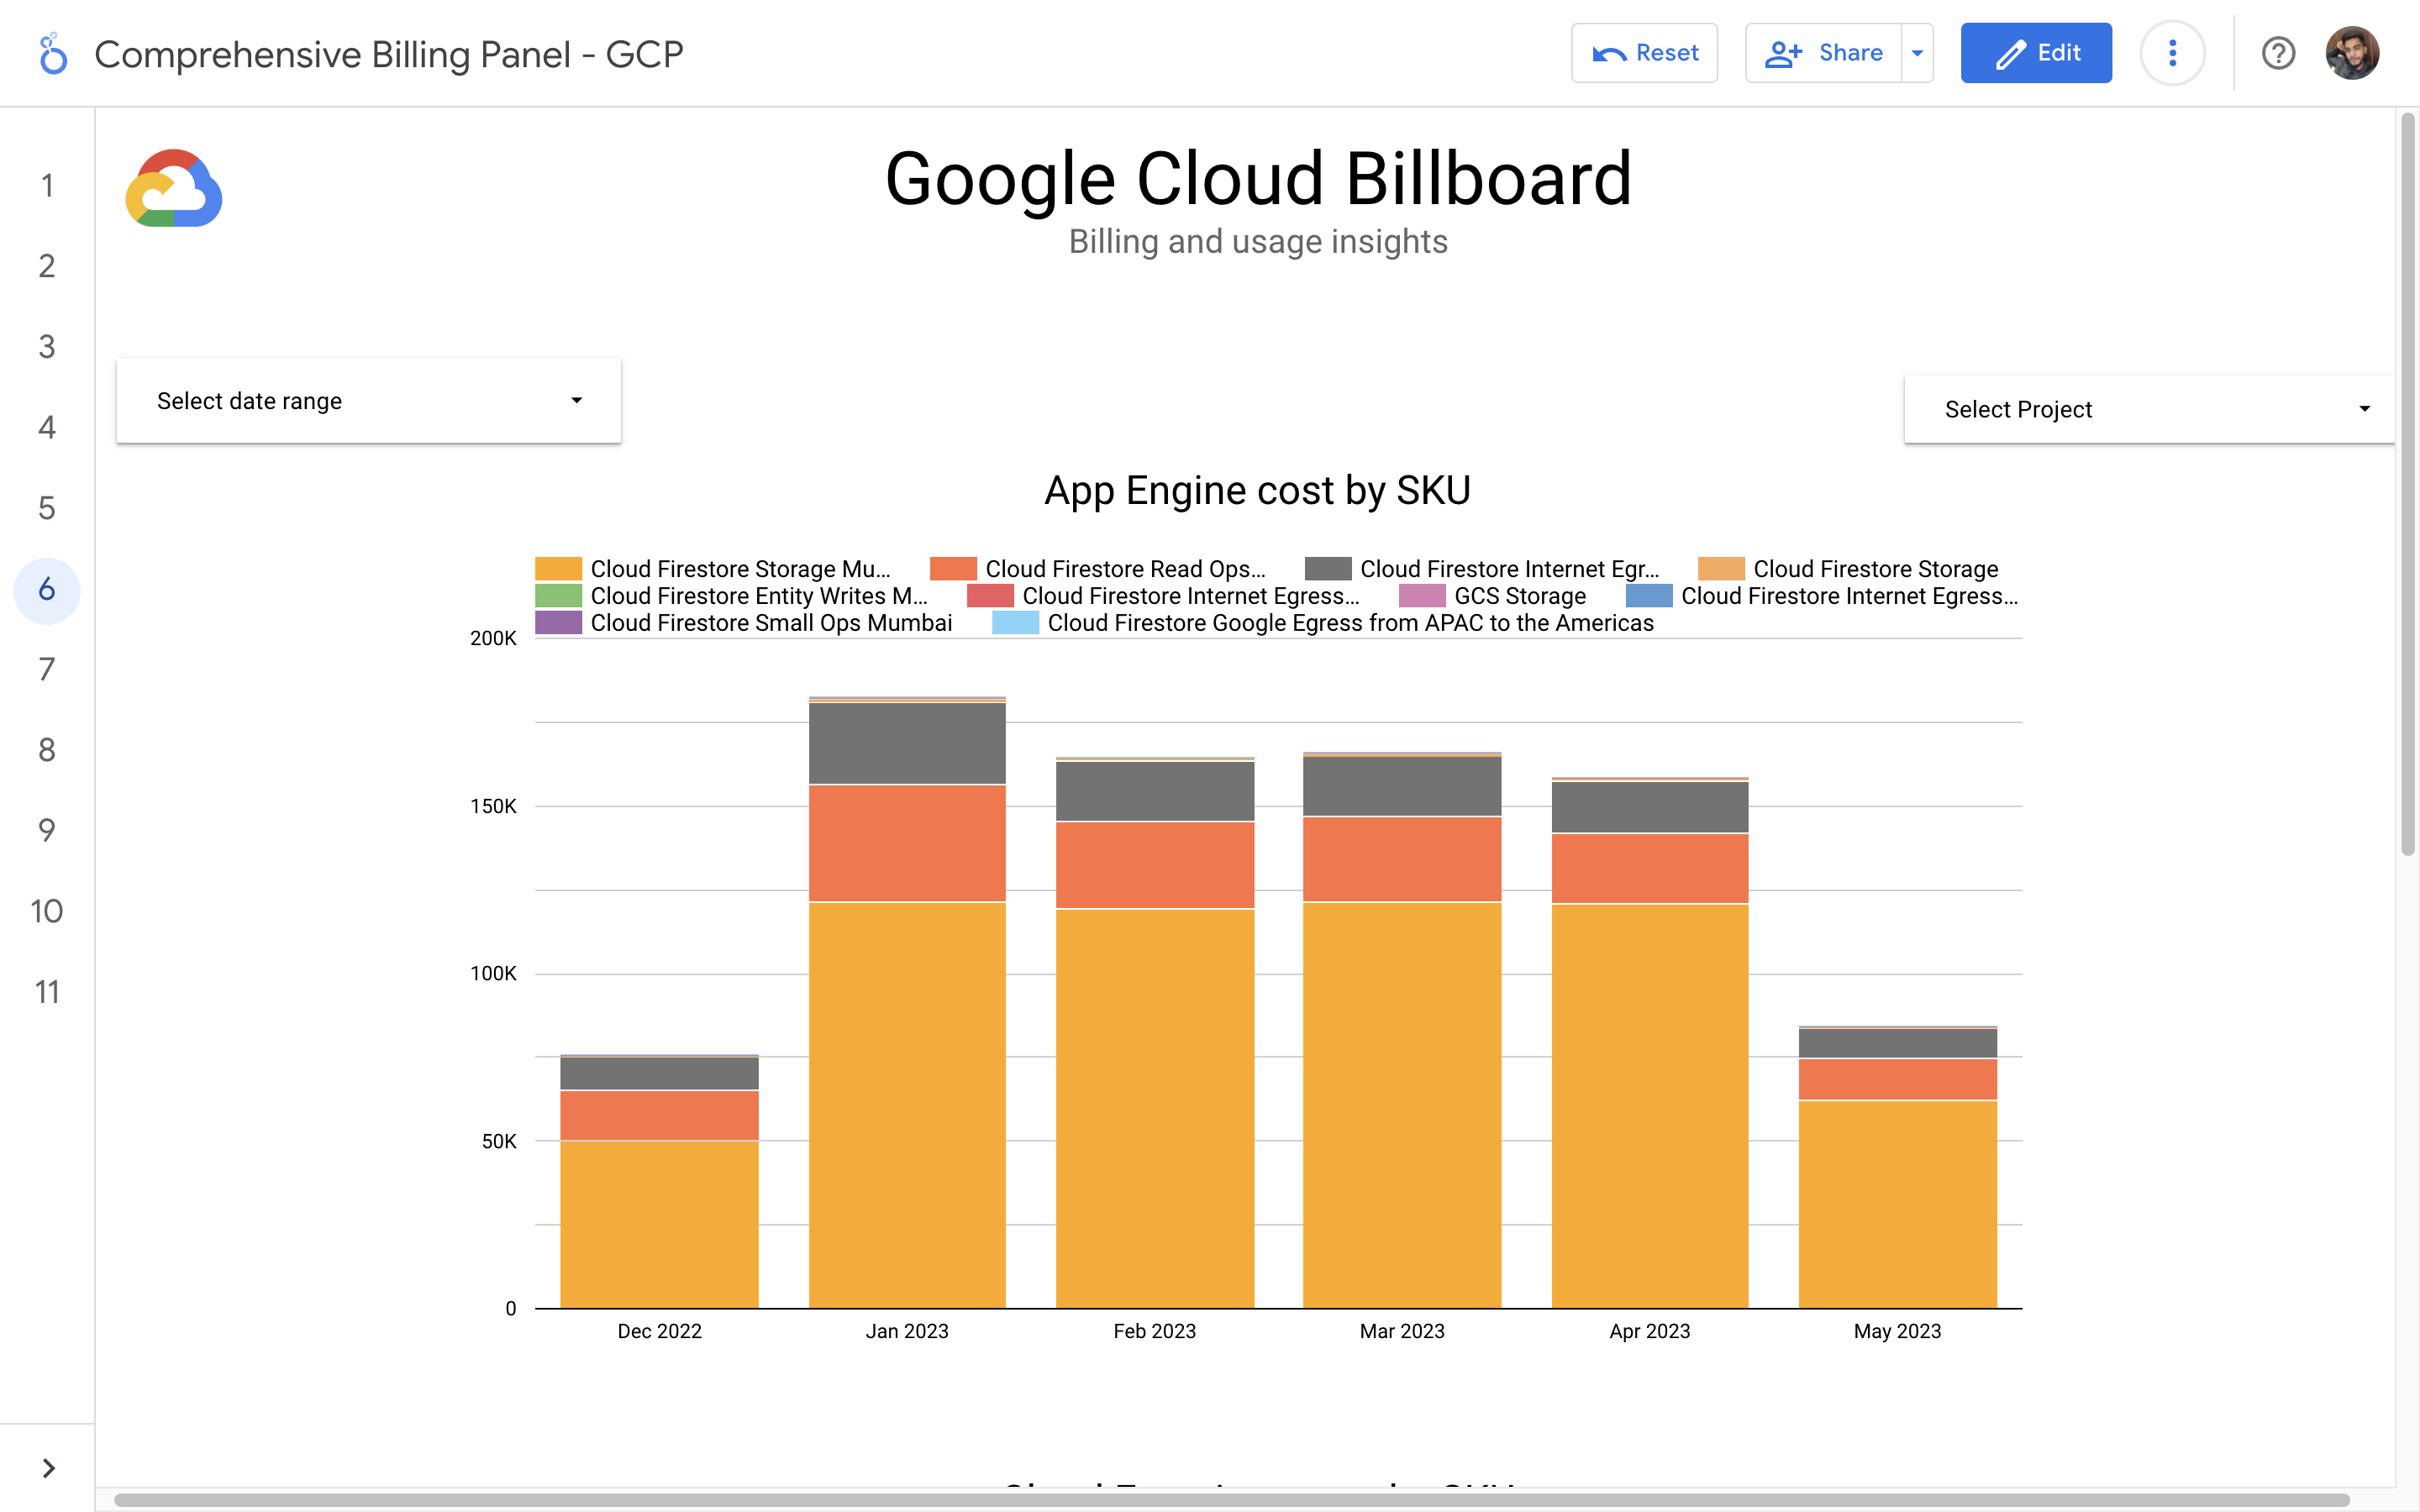 Comprehensive Billing Panel - GCP
Reset
Share
Edit
1
2
3
4
5
6
7
8
9
10
11
Google Cloud Billboard
Billing and usage insights
Select date range
Select Project
App Engine cost by SKU
Cloud Firestore Storage Mu... Cloud Firestore Read Ops... Cloud Firestore Internet Egr... Cloud Firestore Storage
Cloud Firestore Entity Writes M... Cloud Firestore Internet Egress... GCS Storage Cloud Firestore Internet Egress...
Cloud Firestore Small Ops Mumbai Cloud Firestore Google Egress from APAC to the Americas
200K
150K
100K
50K
0
Dec 2022 Jan 2023 Feb 2023 Mar 2023 Apr 2023 May 2023